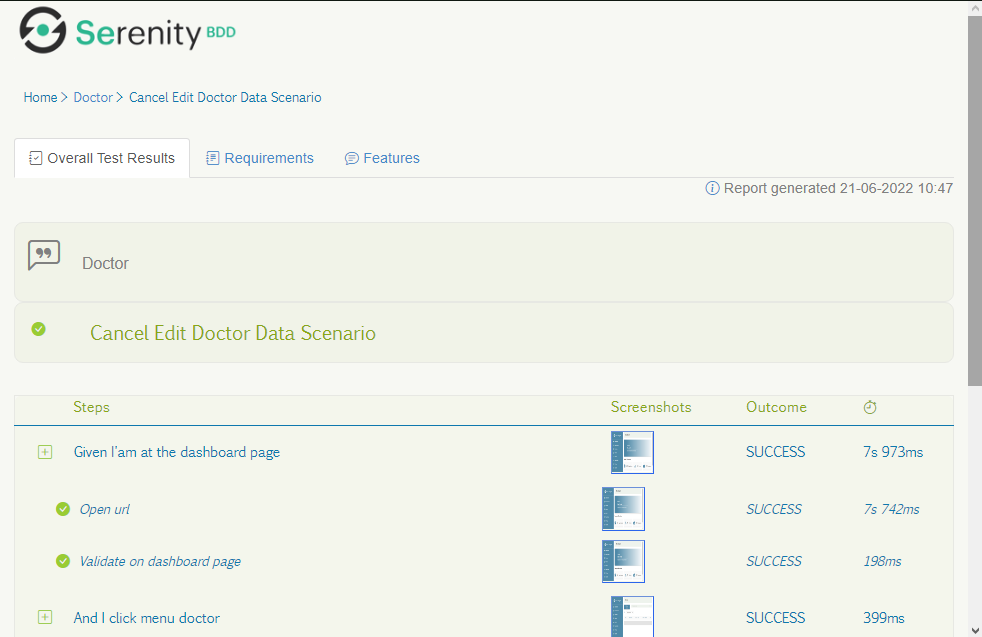 Serenity BDD
Home > Doctor > Cancel Edit Doctor Data Scenario
Overall Test Results Requirements Features
Report generated 21-06-2022 10:47
Doctor
Cancel Edit Doctor Data Scenario
Steps Screenshots Outcome
Given I'am at the dashboard page SUCCESS 7s 973ms
Open url SUCCESS 7s 742ms
Validate on dashboard page SUCCESS 198ms
And I click menu doctor SUCCESS 399ms